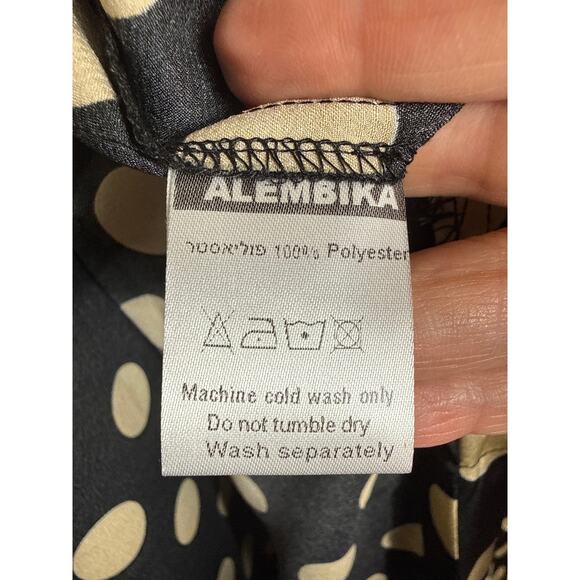 ALEMBIKA
פוליאסטר 100% Polyester
Machine cold wash only
Do not tumble dry
Wash separately